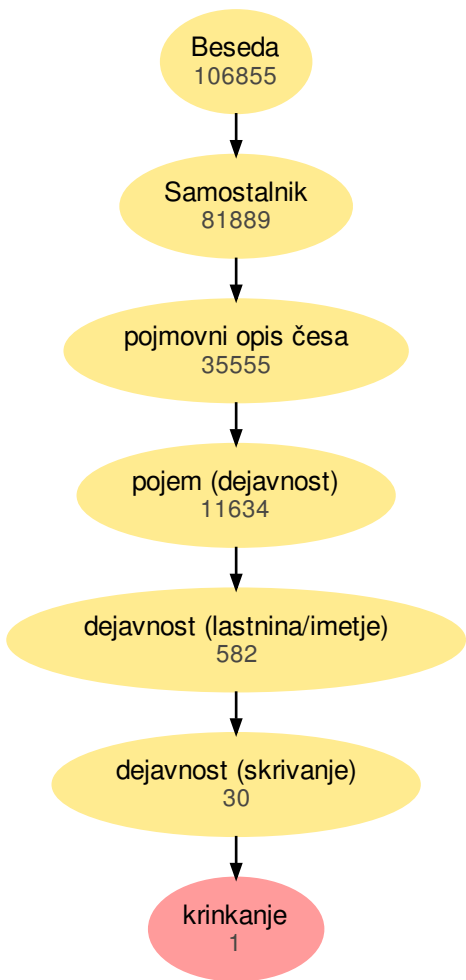 Beseda
106855
Samostalnik
81889
pojmovni opis česa
35555
pojem (dejavnost)
11634
dejavnost (lastnina/imetje)
582
dejavnost (skrivanje)
30
krinkanje
1